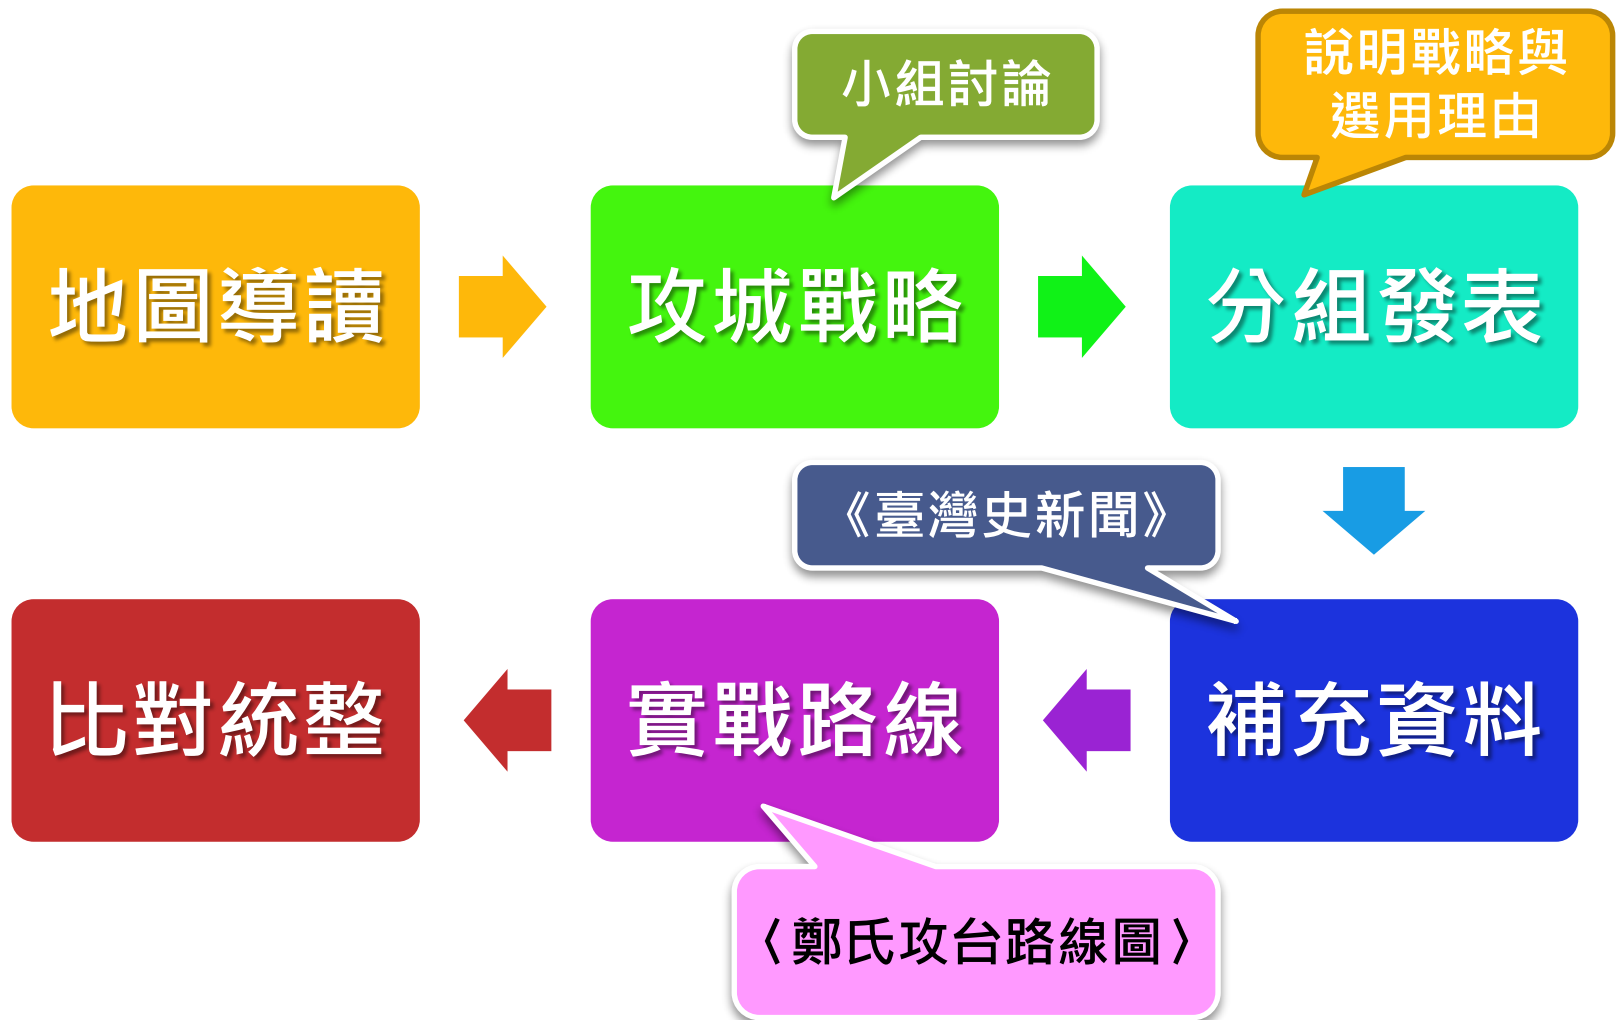 小組討論
說明戰略與
選用理由
地圖導讀
攻城戰略
分組發表
《臺灣史新聞》
比對統整
實戰路線
補充資料
〈鄭氏攻台路線圖〉